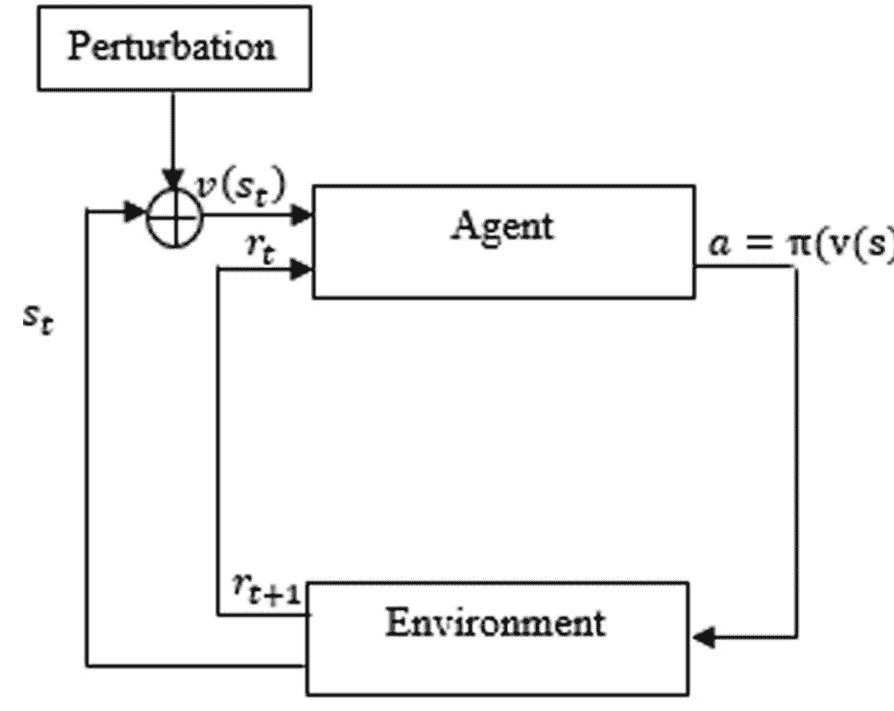 Perturbation
v(s_t)
Agent
r_t
a = π(v(s)
s_t
r_{t+1}
Environment